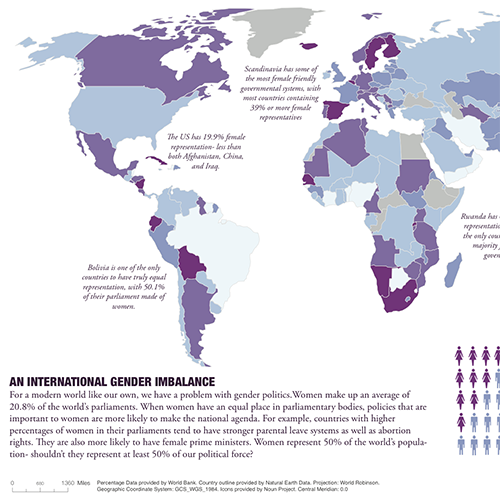 Scandinavia has some of
the most female friendly
governmental systems, with
most countries containing
39% or more female
representatives
The US has 19.9% female
representation- less than
both Afghanistan, China,
and Iraq.
Rwanda has
representatio
the only cou
majority
govern
Bolivia is one of the only
countries to have truly equal
representation, with 50.1%
of their parliament made of
women.
AN INTERNATIONAL GENDER IMBALANCE
For a modern world like our own, we have a problem with gender politics.Women make up an average of
20.8% of the world's parliaments. When women have an equal place in parliamentary bodies, policies that are
important to women are more likely to make the national agenda. For example, countries with higher
percentages of women in their parliaments tend to have stronger parental leave systems as well as abortion
rights. They are also more likely to have female prime ministers. Women represent 50% of the world's popula-
tion- shouldn't they represent at least 50% of our political force?
0 1300 Miles
Percentage Data provided by World Bank. Country outline provided by Natural Earth Data. Projection: World Robinson.
Geographic Coordinate System: GCS_WGS_1984. Icons provided by Noun Project. Central Meridian: 0.0